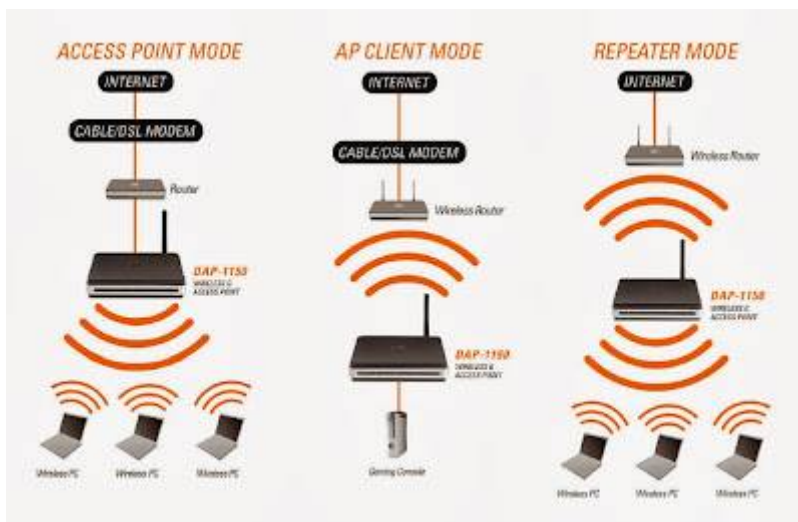 ACCESS POINT MODE
INTERNET
CABLE/DSL MODEM
Router
DAP-1150
WIRELESS G
ACCESS POINT
Wireless PC
Wireless PC
Wireless PC
AP CLIENT MODE
INTERNET
CABLE/DSL MODEM
Wireless Router
DAP-1150
WIRELESS G
ACCESS POINT
Gaming Console
REPEATER MODE
INTERNET
Wireless Router
DAP-1150
WIRELESS G
ACCESS POINT
Wireless PC
Wireless PC
Wireless PC